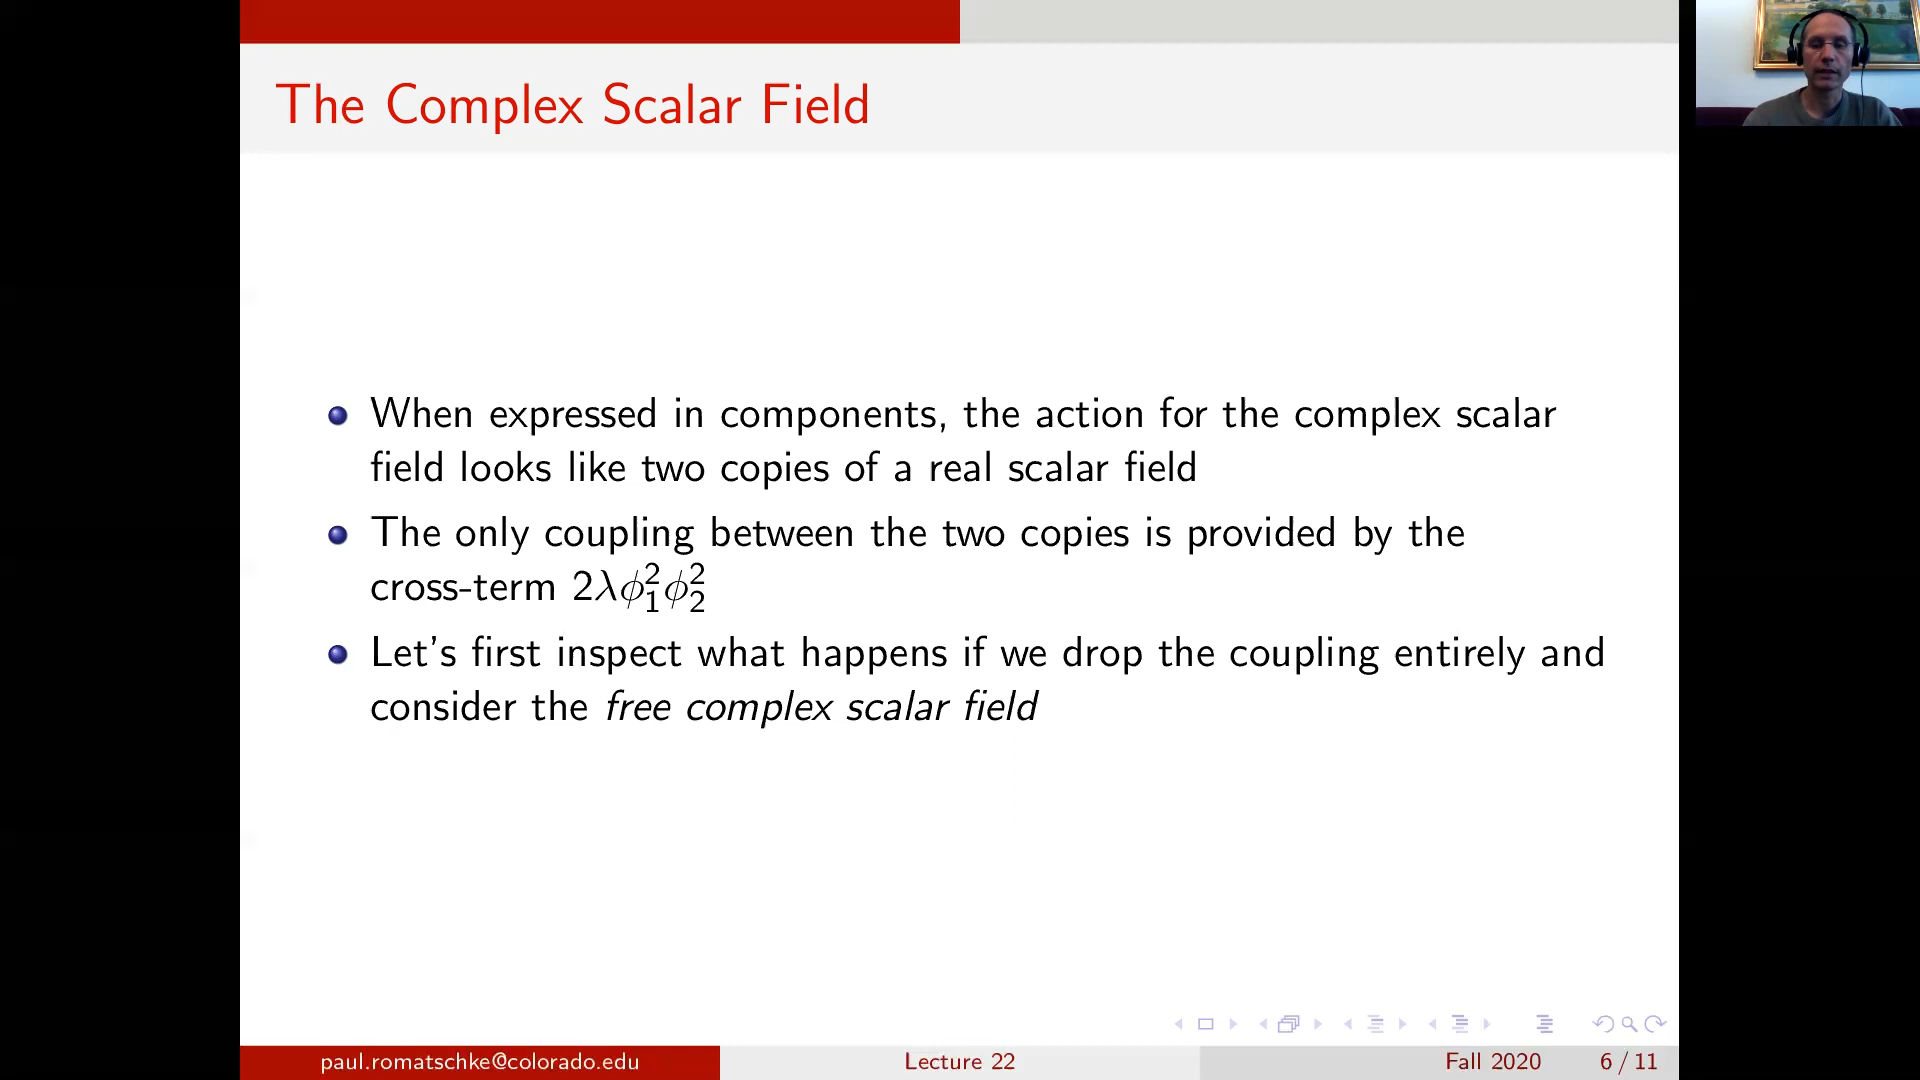 The Complex Scalar Field
When expressed in components, the action for the complex scalar
field looks like two copies of a real scalar field
The only coupling between the two copies is provided by the
cross-term 2λϕ₁²ϕ₂²
Let's first inspect what happens if we drop the coupling entirely and
consider the free complex scalar field
paul.romatschke@colorado.edu Lecture 22 Fall 2020 6 / 11